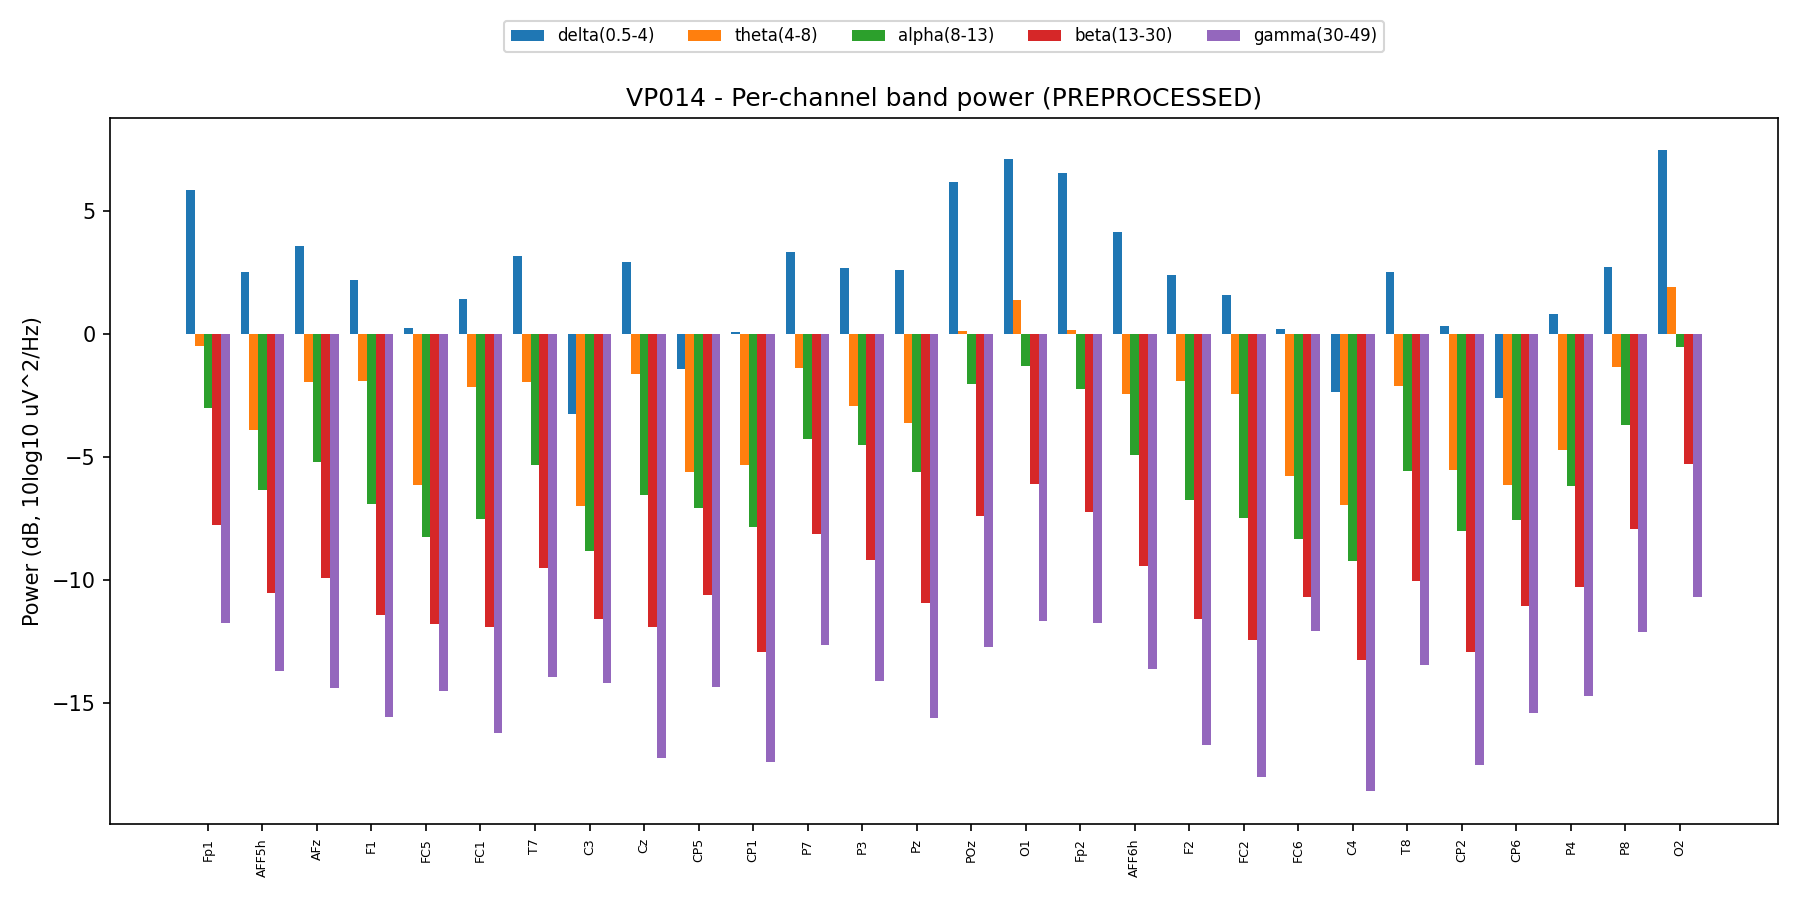 delta(0.5-4) theta(4-8) alpha(8-13) beta(13-30) gamma(30-49)
VP014 - Per-channel band power (PREPROCESSED)
Power (dB, 10log10 uV^2/Hz)
5
0
−5
−10
−15
Fp1 AFF5h AFz F1 FC5 FC1 T7 C3 Cz CP5 CP1 P7 P3 Pz POz O1 Fp2 AFF6h F2 FC2 FC6 C4 T8 CP2 CP6 P4 P8 O2